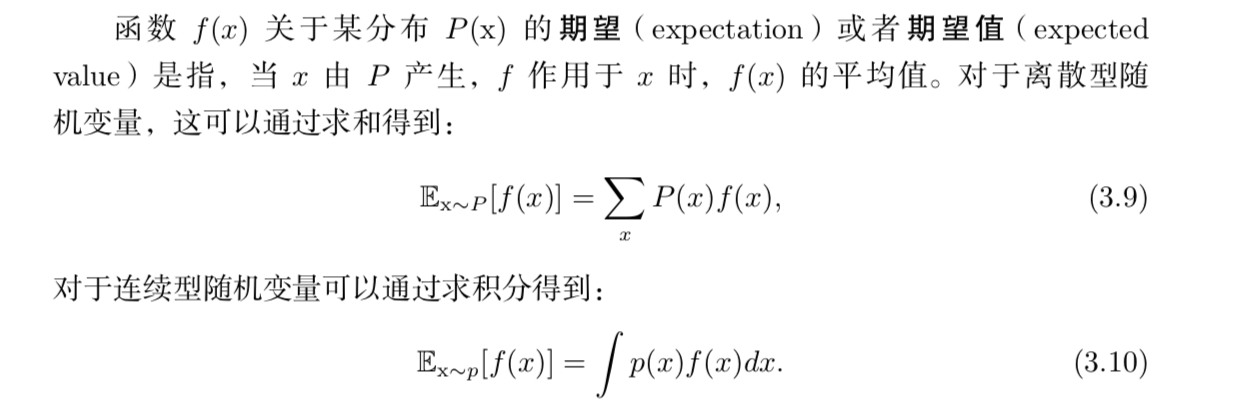 函数 f(x) 关于某分布 P(x) 的期望（expectation）或者期望值（expected
value）是指，当 x 由 P 产生，f 作用于 x 时，f(x) 的平均值。对于离散型随
机变量，这可以通过求和得到：
𝔼x∼P[f(x)] = ∑x P(x)f(x), (3.9)
对于连续型随机变量可以通过求积分得到：
𝔼x∼p[f(x)] = ∫ p(x)f(x)dx. (3.10)